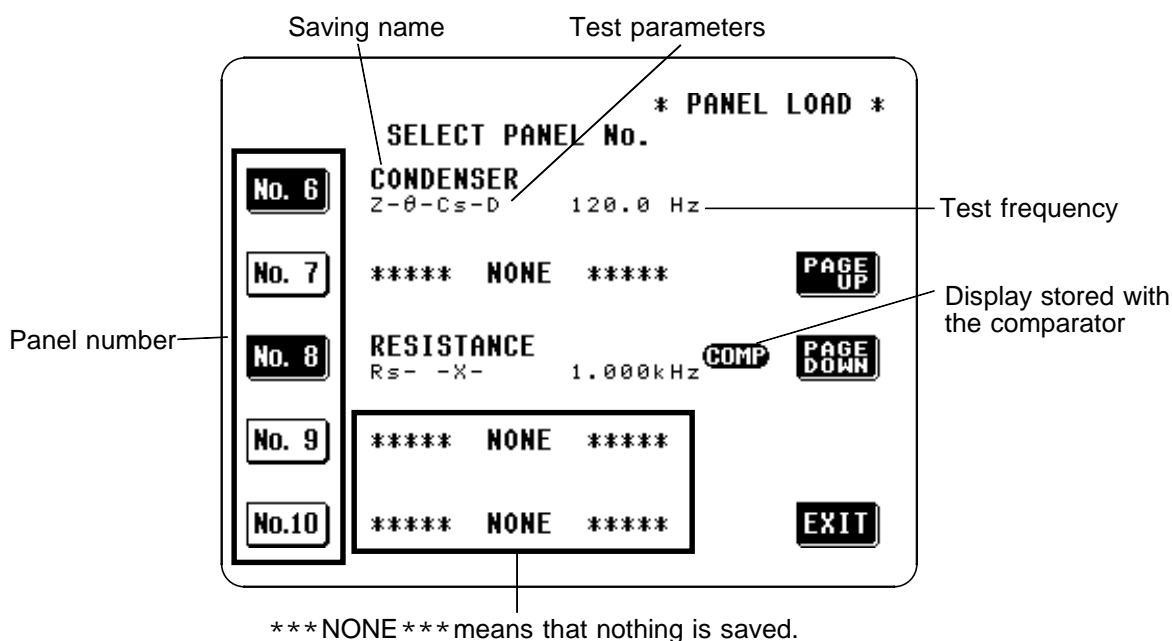 Saving name
Test parameters
* PANEL LOAD *
SELECT PANEL No.
No. 6
CONDENSER
Z-θ-Cs-D 120.0 Hz
Test frequency
No. 7
***** NONE *****
PAGE UP
Display stored with
the comparator
Panel number
No. 8
RESISTANCE
Rs- -X- 1.000kHz
COMP
PAGE DOWN
No. 9
***** NONE *****
No.10
***** NONE *****
EXIT
***NONE***means that nothing is saved.